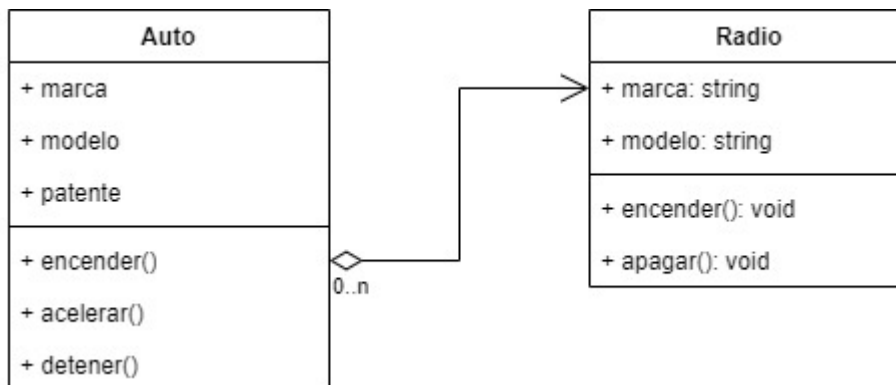 Auto
+ marca
+ modelo
+ patente
+ encender()
+ acelerar()
+ detener()
0..n
Radio
+ marca: string
+ modelo: string
+ encender(): void
+ apagar(): void